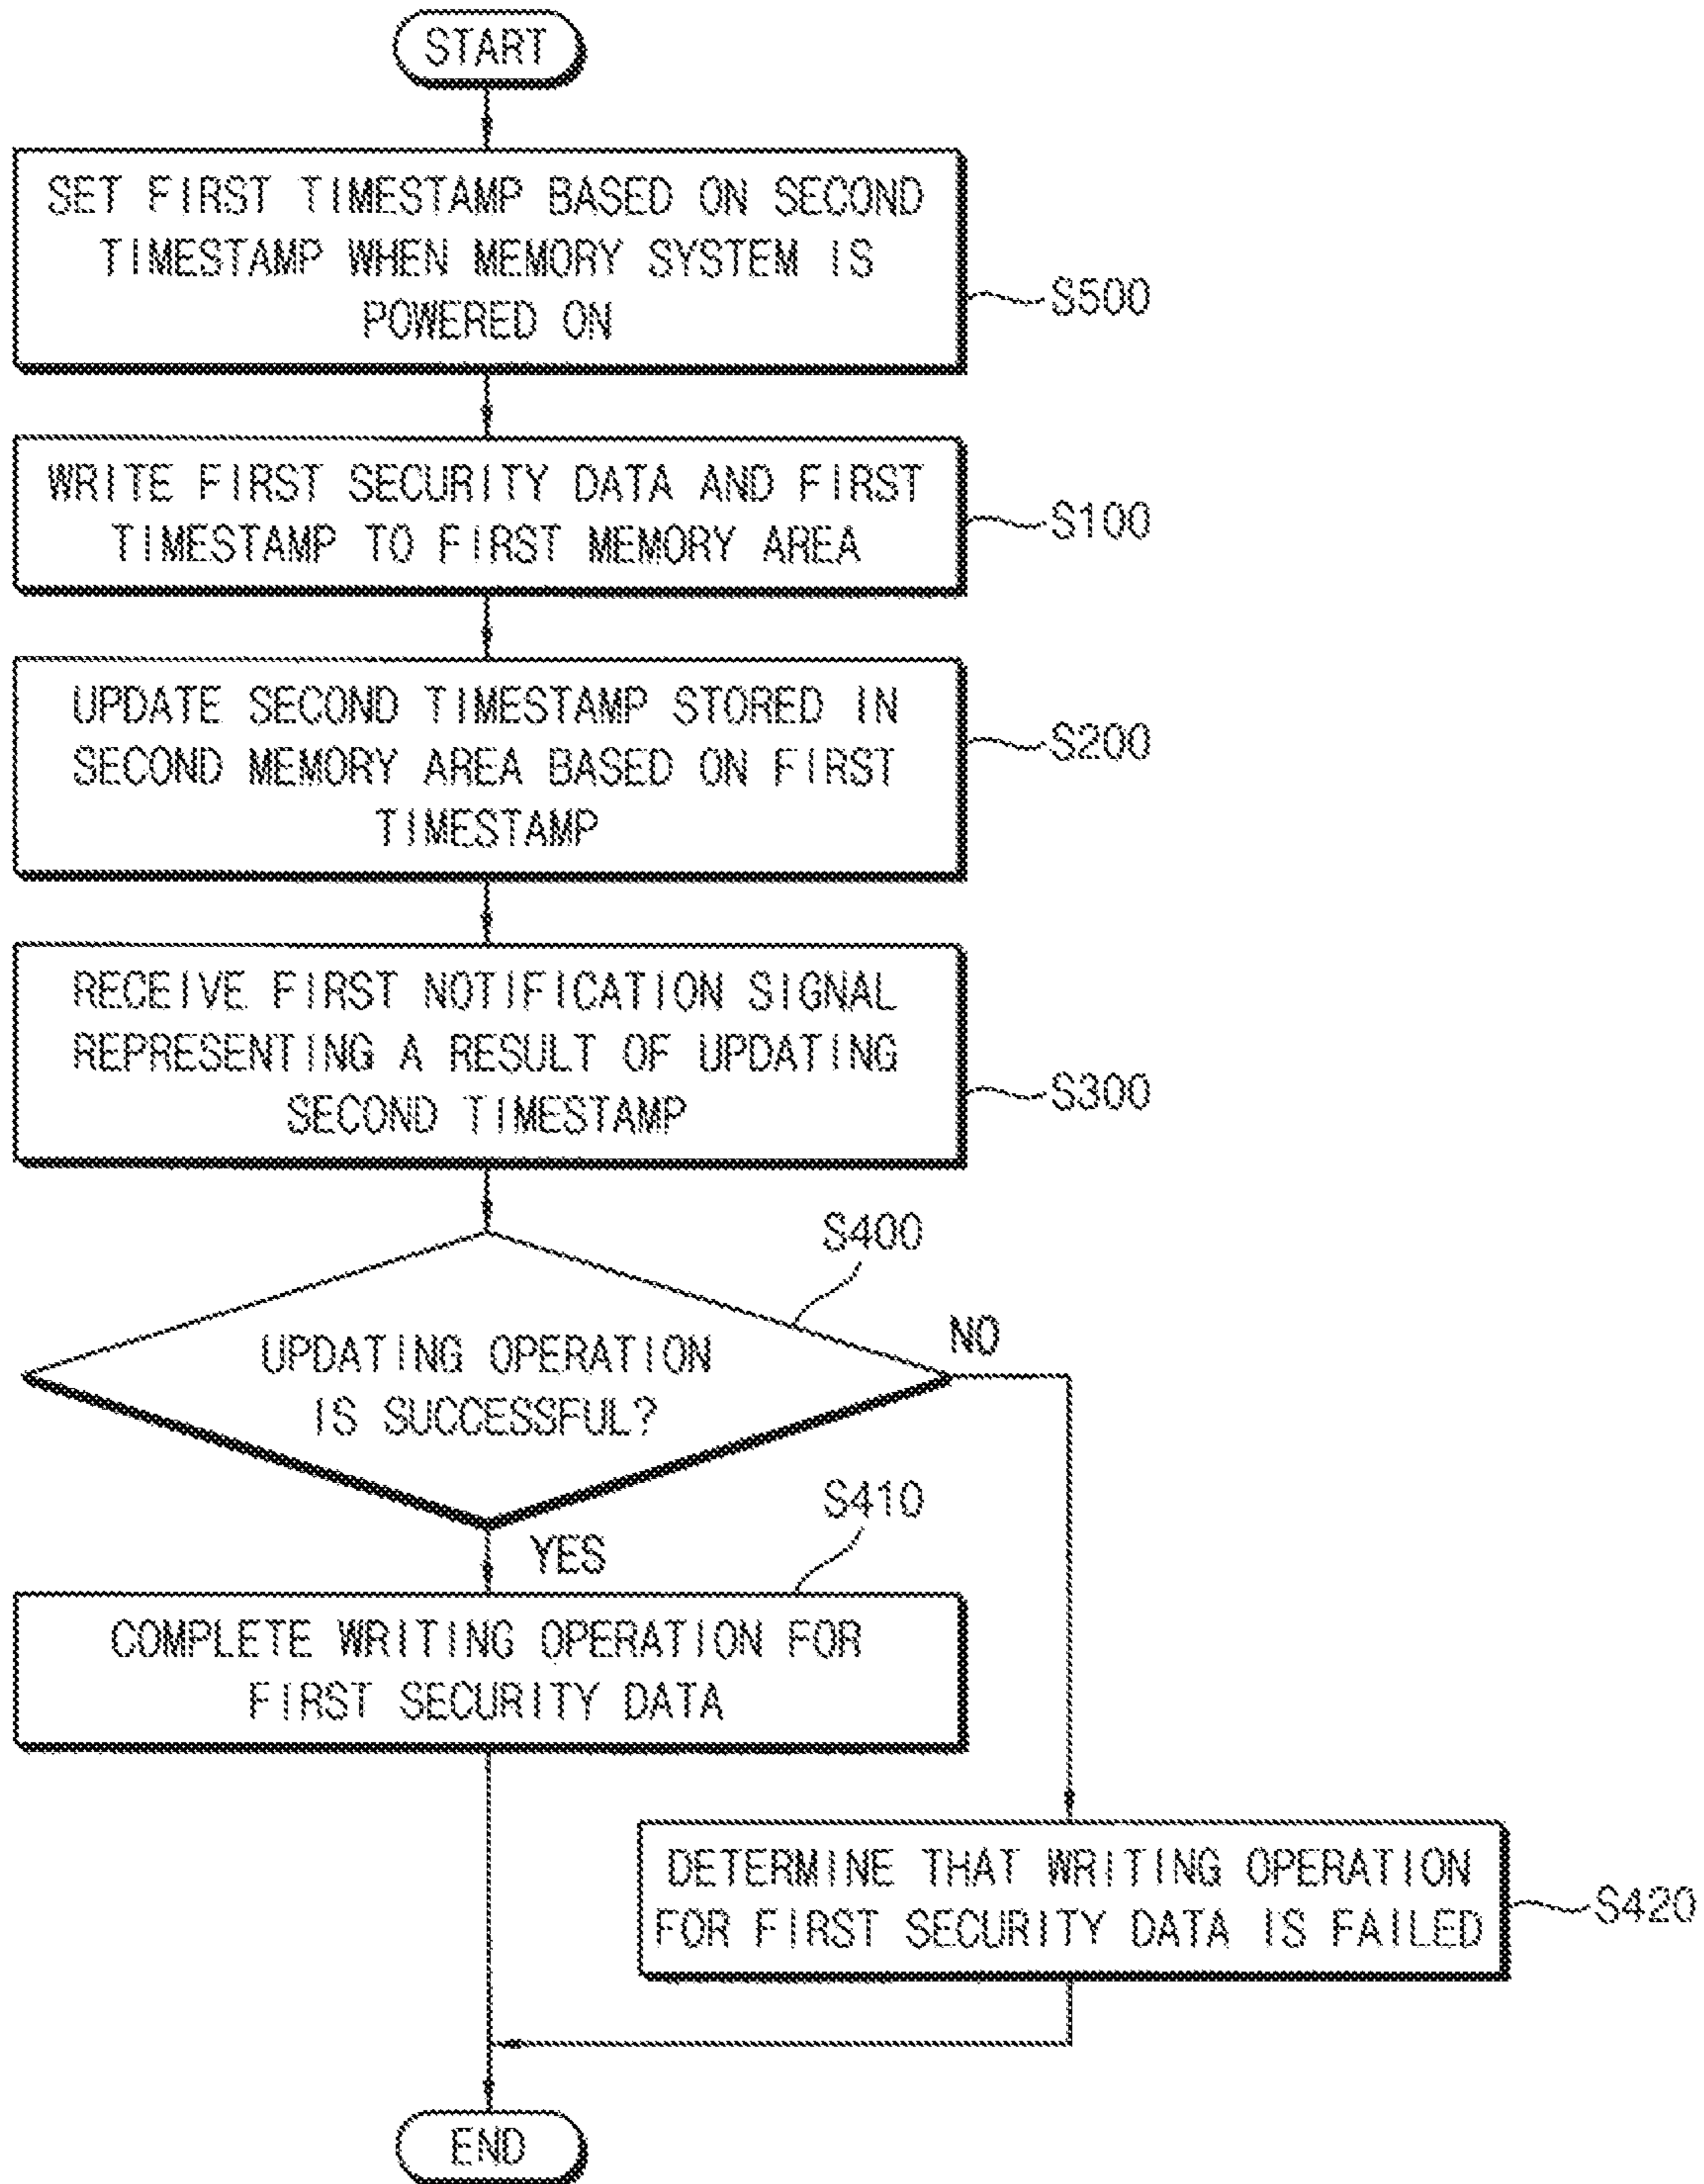 START
SET FIRST TIMESTAMP BASED ON SECOND
TIMESTAMP WHEN MEMORY SYSTEM IS
POWERED ON
S500
WRITE FIRST SECURITY DATA AND FIRST
TIMESTAMP TO FIRST MEMORY AREA
S100
UPDATE SECOND TIMESTAMP STORED IN
SECOND MEMORY AREA BASED ON FIRST
TIMESTAMP
S200
RECEIVE FIRST NOTIFICATION SIGNAL
REPRESENTING A RESULT OF UPDATING
SECOND TIMESTAMP
S300
S400
UPDATING OPERATION
IS SUCCESSFUL?
NO
YES
S410
COMPLETE WRITING OPERATION FOR
FIRST SECURITY DATA
DETERMINE THAT WRITING OPERATION
FOR FIRST SECURITY DATA IS FAILED
S420
END